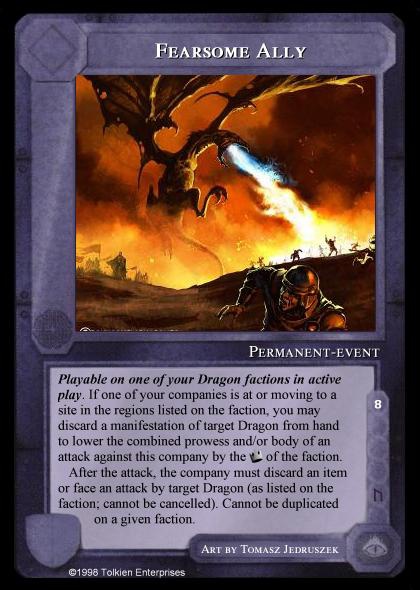 FEARSOME ALLY
PERMANENT-EVENT
Playable on one of your Dragon factions in active
play. If one of your companies is at or moving to a
site in the regions listed on the faction, you may
discard a manifestation of target Dragon from hand
to lower the combined prowess and/or body of an
attack against this company by the of the faction.
After the attack, the company must discard an item
or face an attack by target Dragon (as listed on the
faction; cannot be cancelled). Cannot be duplicated
on a given faction.
8
ART BY TOMASZ JEDRUSZEK
©1998 Tolkien Enterprises